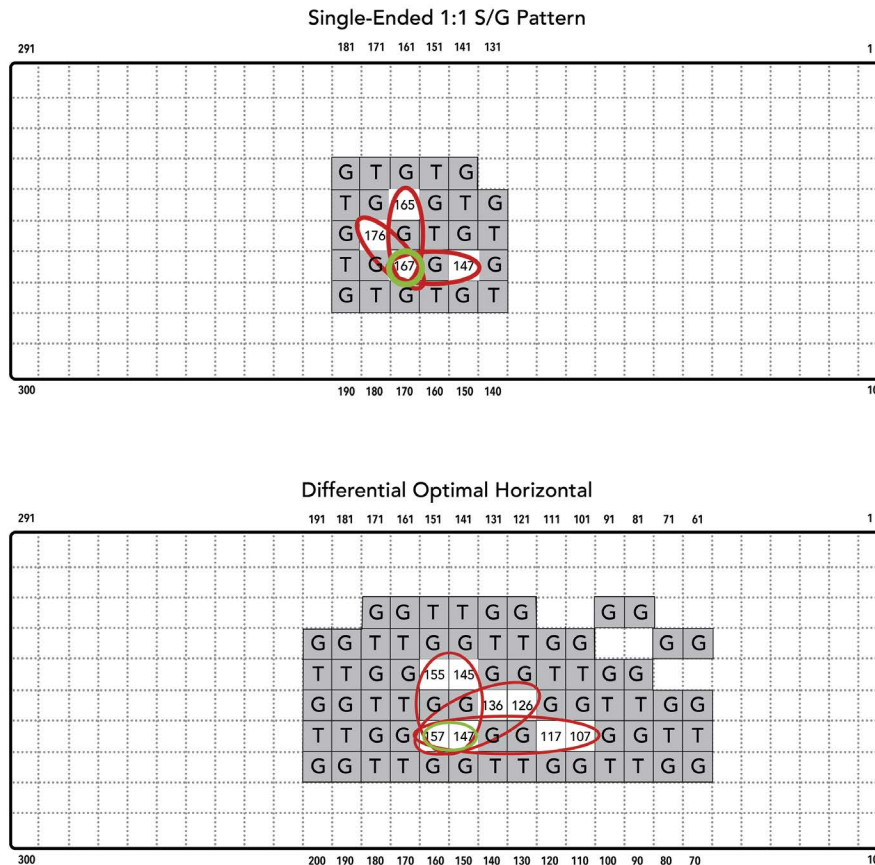 Single-Ended 1:1 S/G Pattern
291 181 171 161 151 141 131 1
G T G T G
T G 165 G T G
G 176 G T G T
T G 167 G 147 G
G T G T G T
300 190 180 170 160 150 140 10
Differential Optimal Horizontal
291 191 181 171 161 151 141 131 121 111 101 91 81 71 61 1
G G T T G G G G
G G T T G G T T G G G G
T T G G 155 145 G G T T G G
G G T T G G 136 126 G G T T G G
T T G G 157 147 G G 117 107 G G T T
G G T T G G T T G G T T G G
300 200 190 180 170 160 150 140 130 120 110 100 90 80 70 10